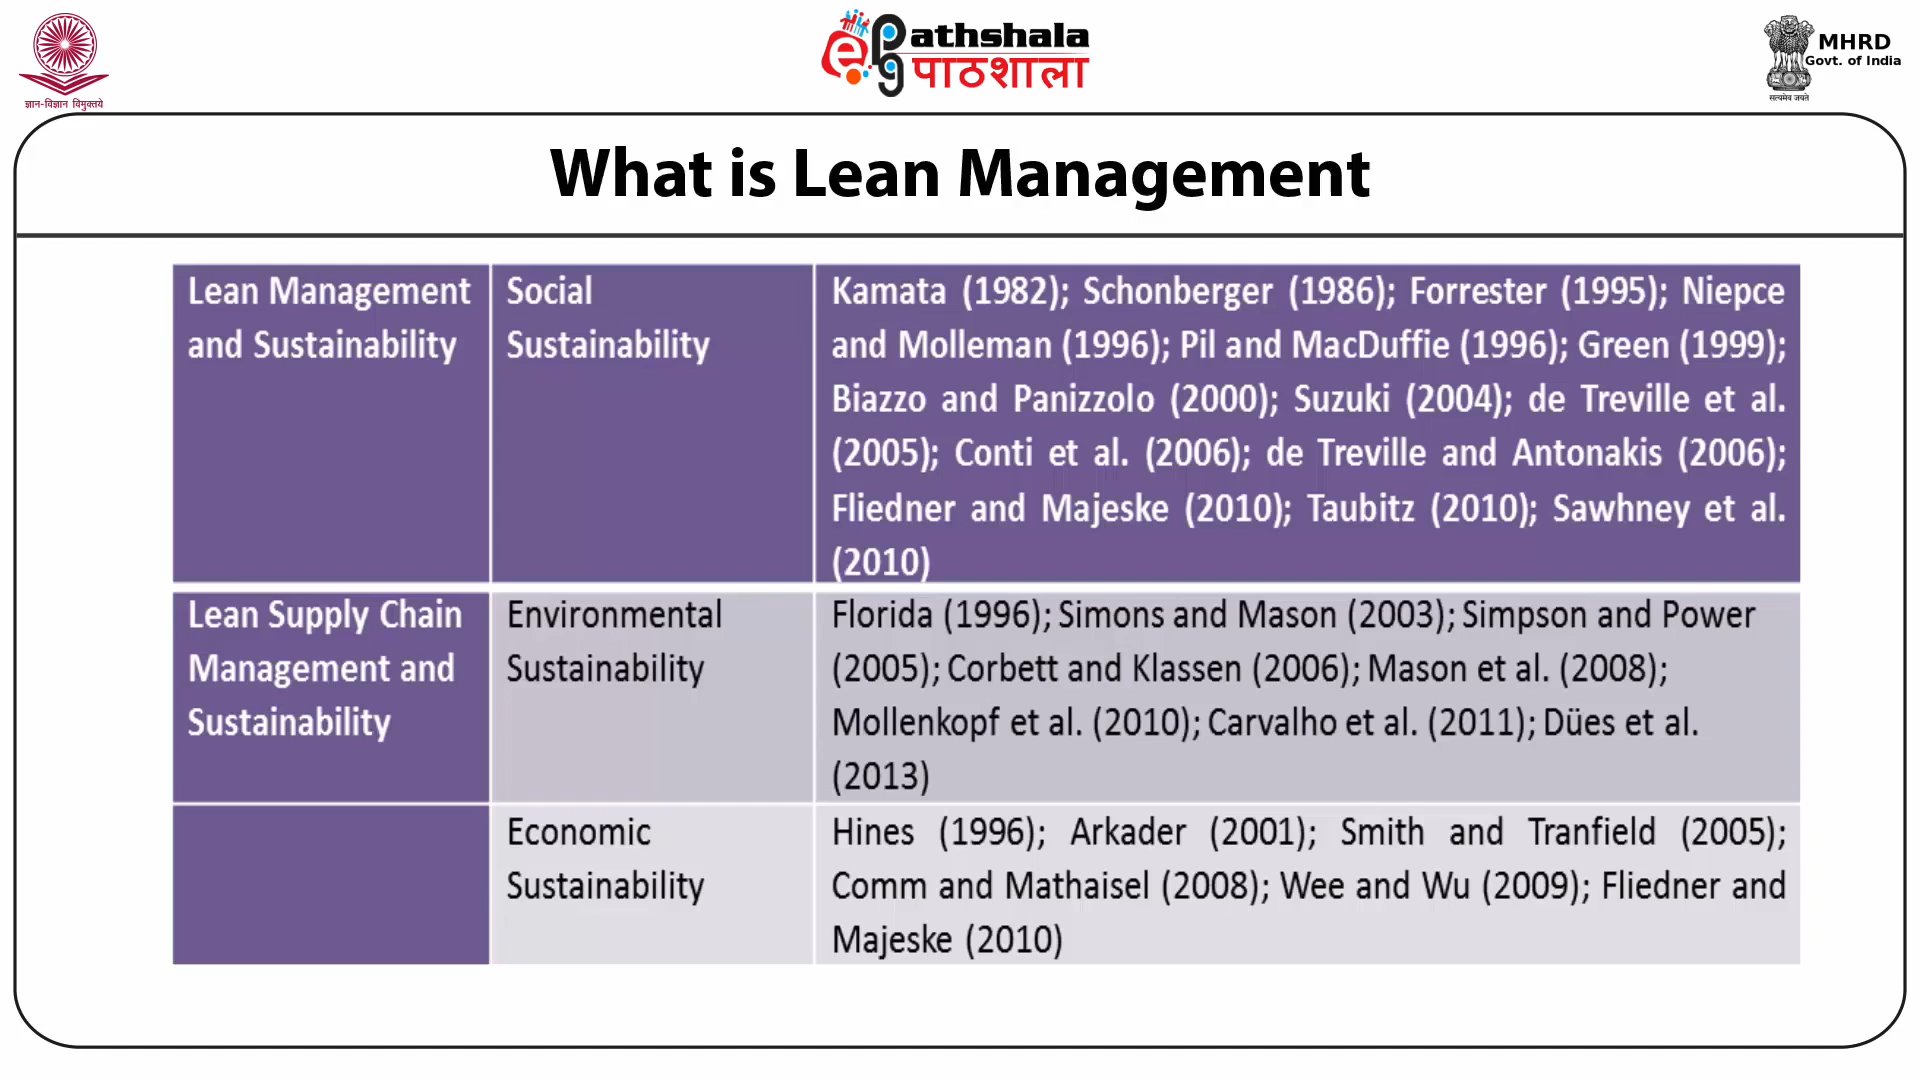 ज्ञान-विज्ञान विमुक्तये
e Pathshala
पाठशाला
MHRD
Govt. of India
सत्यमेव जयते
What is Lean Management
Lean Management
and Sustainability
Social
Sustainability
Kamata (1982); Schonberger (1986); Forrester (1995); Niepce
and Molleman (1996); Pil and MacDuffie (1996); Green (1999);
Biazzo and Panizzolo (2000); Suzuki (2004); de Treville et al.
(2005); Conti et al. (2006); de Treville and Antonakis (2006);
Fliedner and Majeske (2010); Taubitz (2010); Sawhney et al.
(2010)
Lean Supply Chain
Management and
Sustainability
Environmental
Sustainability
Florida (1996); Simons and Mason (2003); Simpson and Power
(2005); Corbett and Klassen (2006); Mason et al. (2008);
Mollenkopf et al. (2010); Carvalho et al. (2011); Dües et al.
(2013)
Economic
Sustainability
Hines (1996); Arkader (2001); Smith and Tranfield (2005);
Comm and Mathaisel (2008); Wee and Wu (2009); Fliedner and
Majeske (2010)